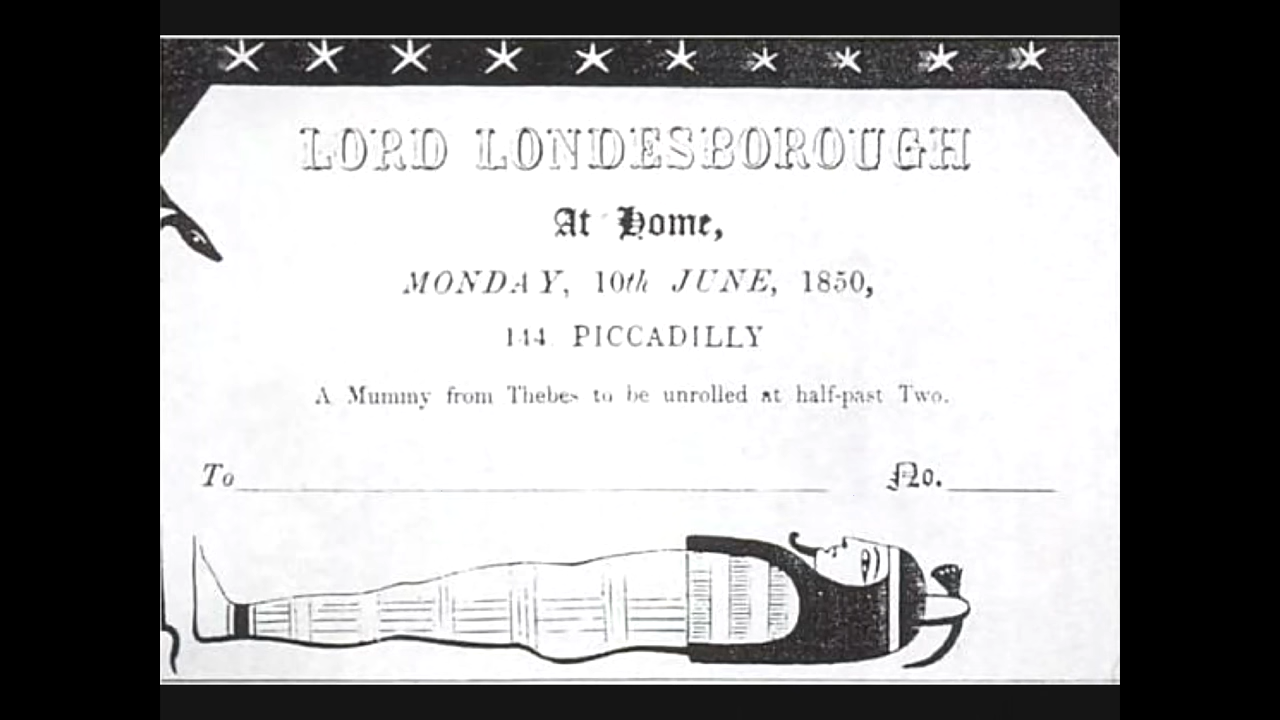 LORD LONDESBOROUGH
At Home,
MONDAY, 10th JUNE, 1850,
144 PICCADILLY
A Mummy from Thebes to be unrolled at half-past Two.
To No.